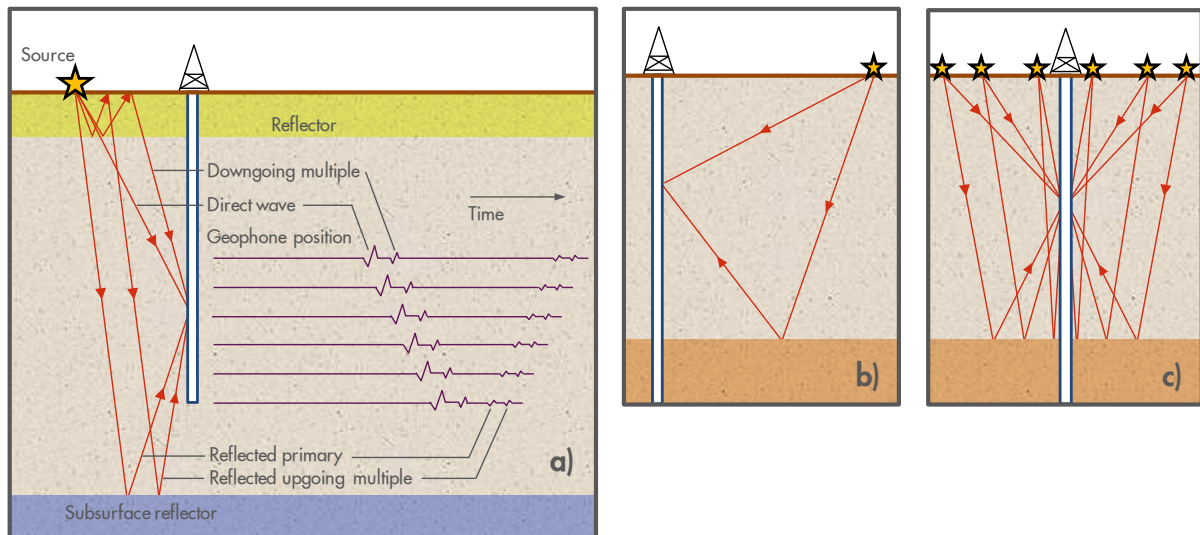 Source
Reflector
Downgoing multiple
Direct wave
Time
Geophone position
Reflected primary
Reflected upgoing multiple
a)
Subsurface reflector
b)
c)